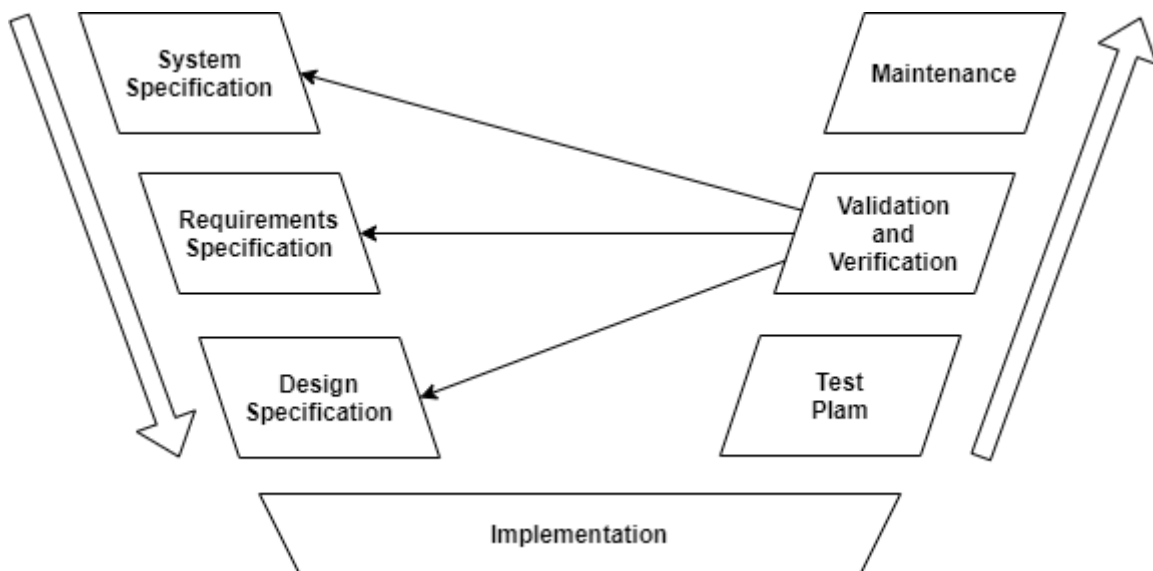 System
Specification
Maintenance
Requirements
Specification
Validation
and
Verification
Design
Specification
Test
Plam
Implementation